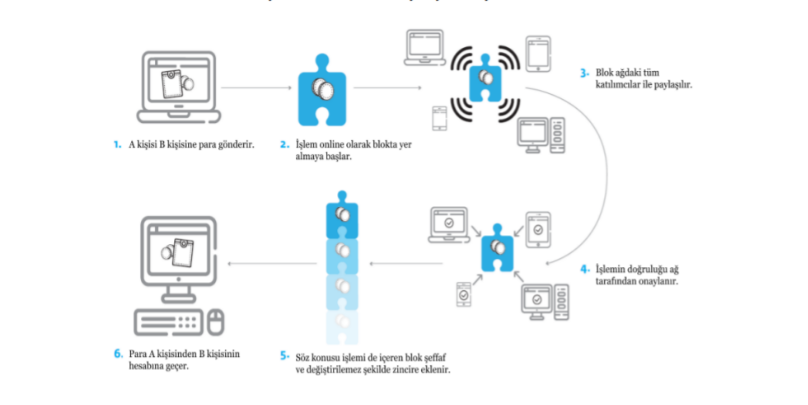 1. A kişisi B kişisine para gönderir.
2. İşlem online olarak blokta yer
almaya başlar.
3. Blok ağdaki tüm
katılımcılar ile paylaşılır.
4. İşlemin doğruluğu ağ
tarafından onaylanır.
5. Söz konusu işlemi de içeren blok şeffaf
ve değiştirilemez şekilde zincire eklenir.
6. Para A kişisinden B kişisinin
hesabına geçer.